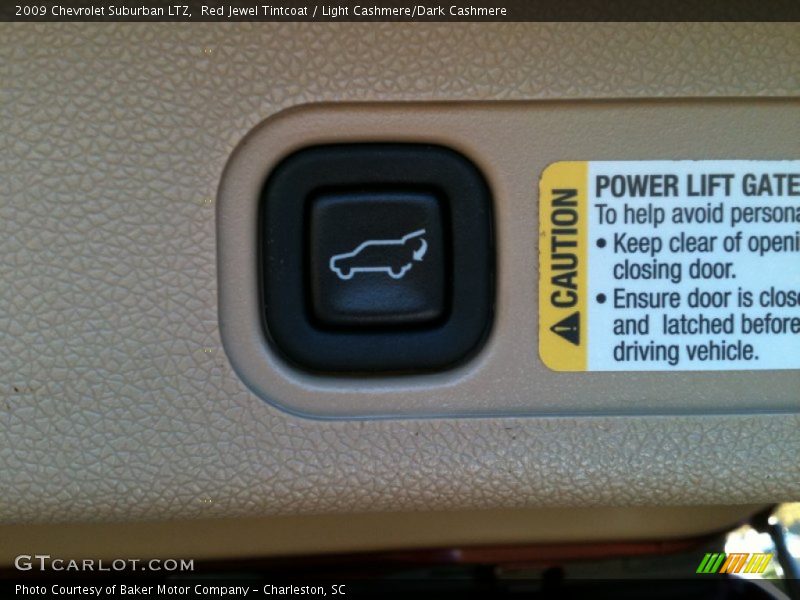 2009 Chevrolet Suburban LTZ,  Red Jewel Tintcoat / Light Cashmere/Dark Cashmere
CAUTION
POWER LIFT GATE
To help avoid persona
• Keep clear of openi
closing door.
• Ensure door is close
and latched before
driving vehicle.
GTCARLOT.COM
Photo Courtesy of Baker Motor Company – Charleston, SC